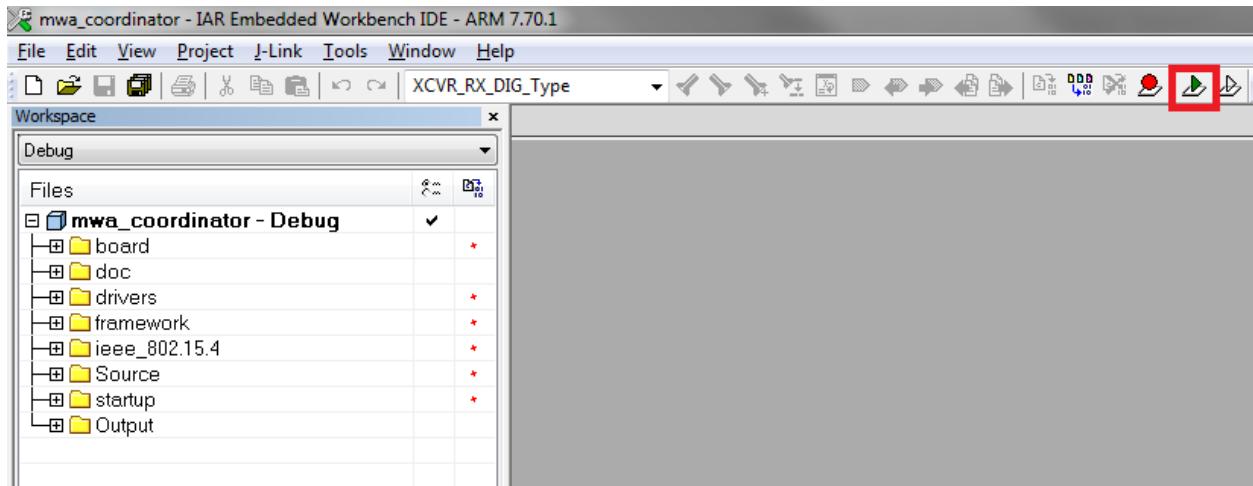 mwa_coordinator - IAR Embedded Workbench IDE - ARM 7.70.1
File Edit View Project J-Link Tools Window Help
XCVR_RX_DIG_Type
Workspace
Debug
Files
mwa_coordinator - Debug
board
doc
drivers
framework
ieee_802.15.4
Source
startup
Output